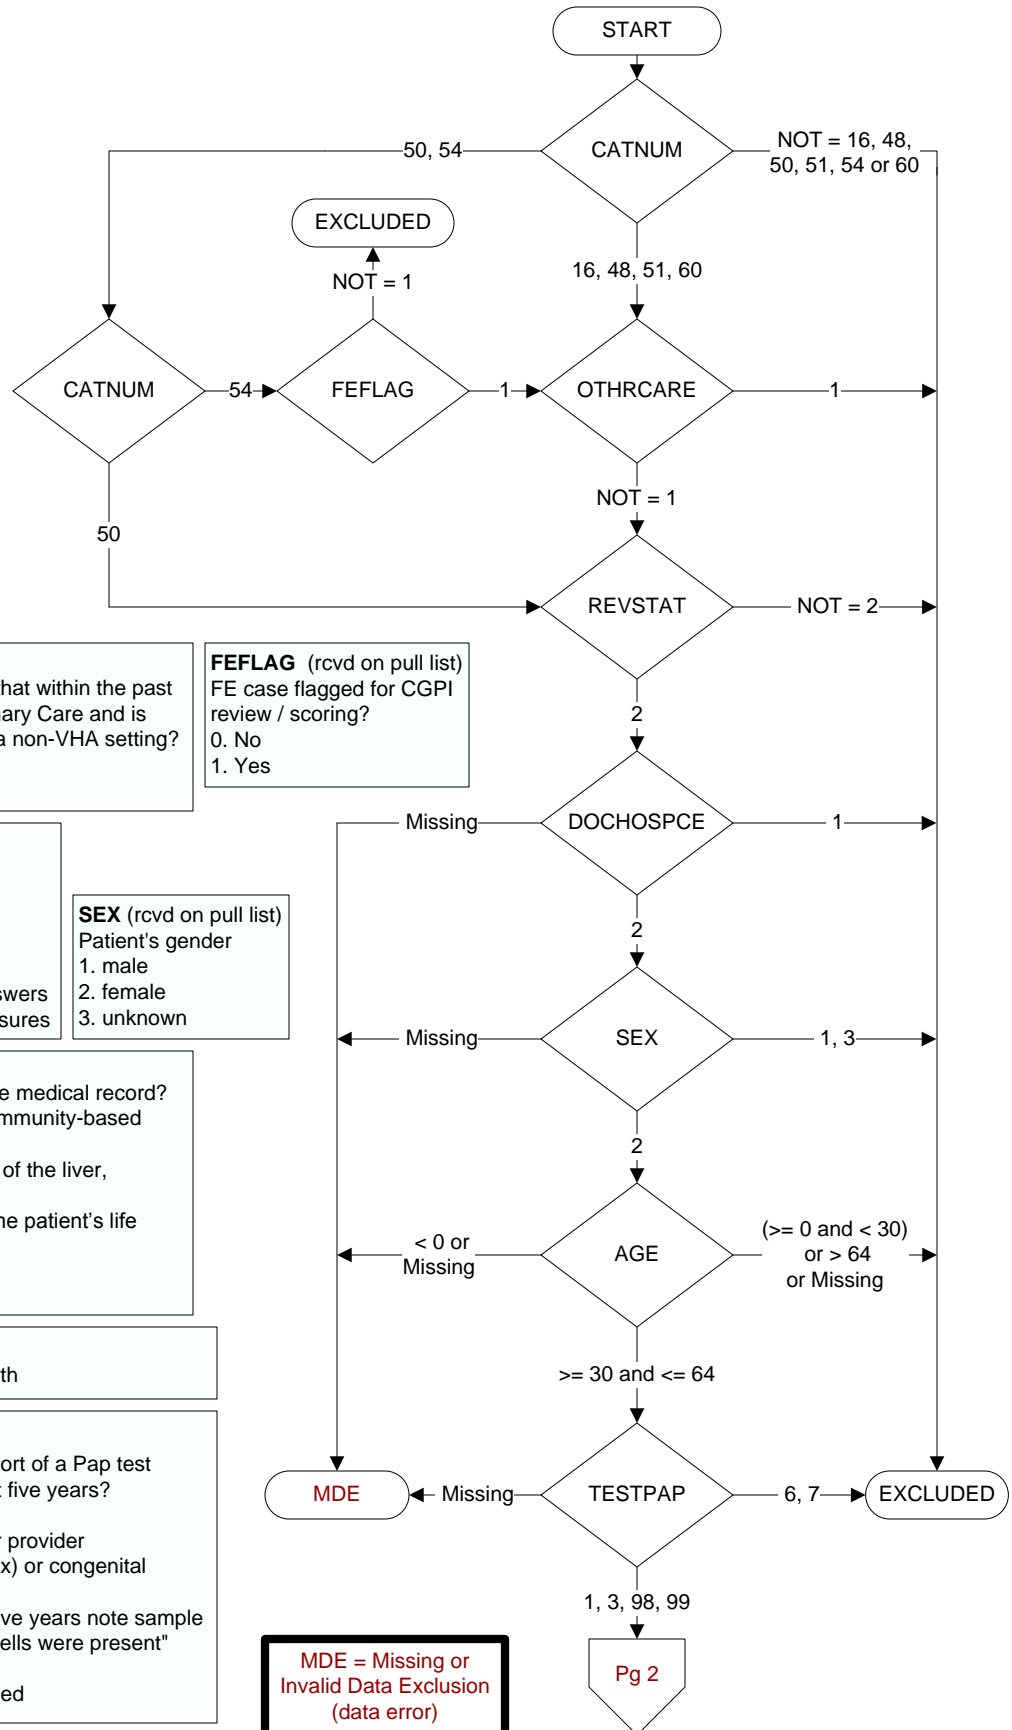 START
CATNUM
50, 54
NOT = 16, 48,
50, 51, 54 or 60
EXCLUDED
NOT = 1
16, 48, 51, 60
CATNUM
54
FEFLAG
1
OTHRCARE
1
NOT = 1
50
REVSTAT
NOT = 2
that within the past
ary Care and is
a non-VHA setting?
FEFLAG (rcvd on pull list)
FE case flagged for CGPI
review / scoring?
0. No
1. Yes
2
Missing
DOCHOSPCE
1
swers
sures
SEX (rcvd on pull list)
Patient's gender
1. male
2. female
3. unknown
2
Missing
SEX
1, 3
e medical record?
mmunity-based
of the liver,
he patient’s life
2
< 0 or
Missing
AGE
(>= 0 and < 30)
or > 64
or Missing
th
>= 30 and <= 64
ort of a Pap test
t five years?
r provider
x) or congenital
ve years note sample
ells were present"
ed
MDE
Missing
TESTPAP
6, 7
EXCLUDED
1, 3, 98, 99
MDE = Missing or
Invalid Data Exclusion
(data error)
Pg 2